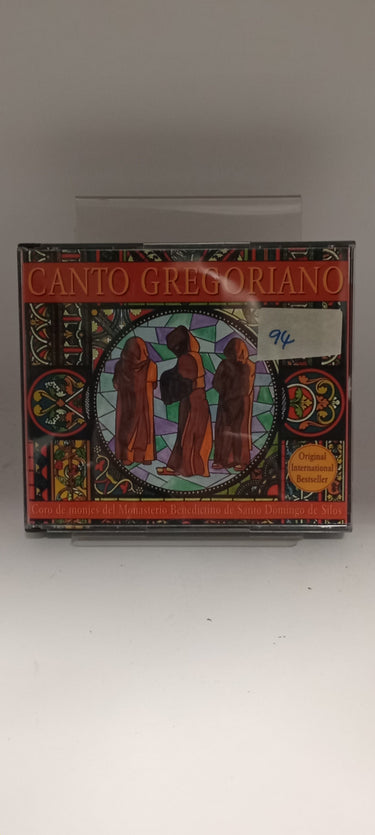 CANTO GREGORIANO
94
Original
International
Bestseller
Coro de monjes del Monasterio Benedictino de Santo Domingo de Silos